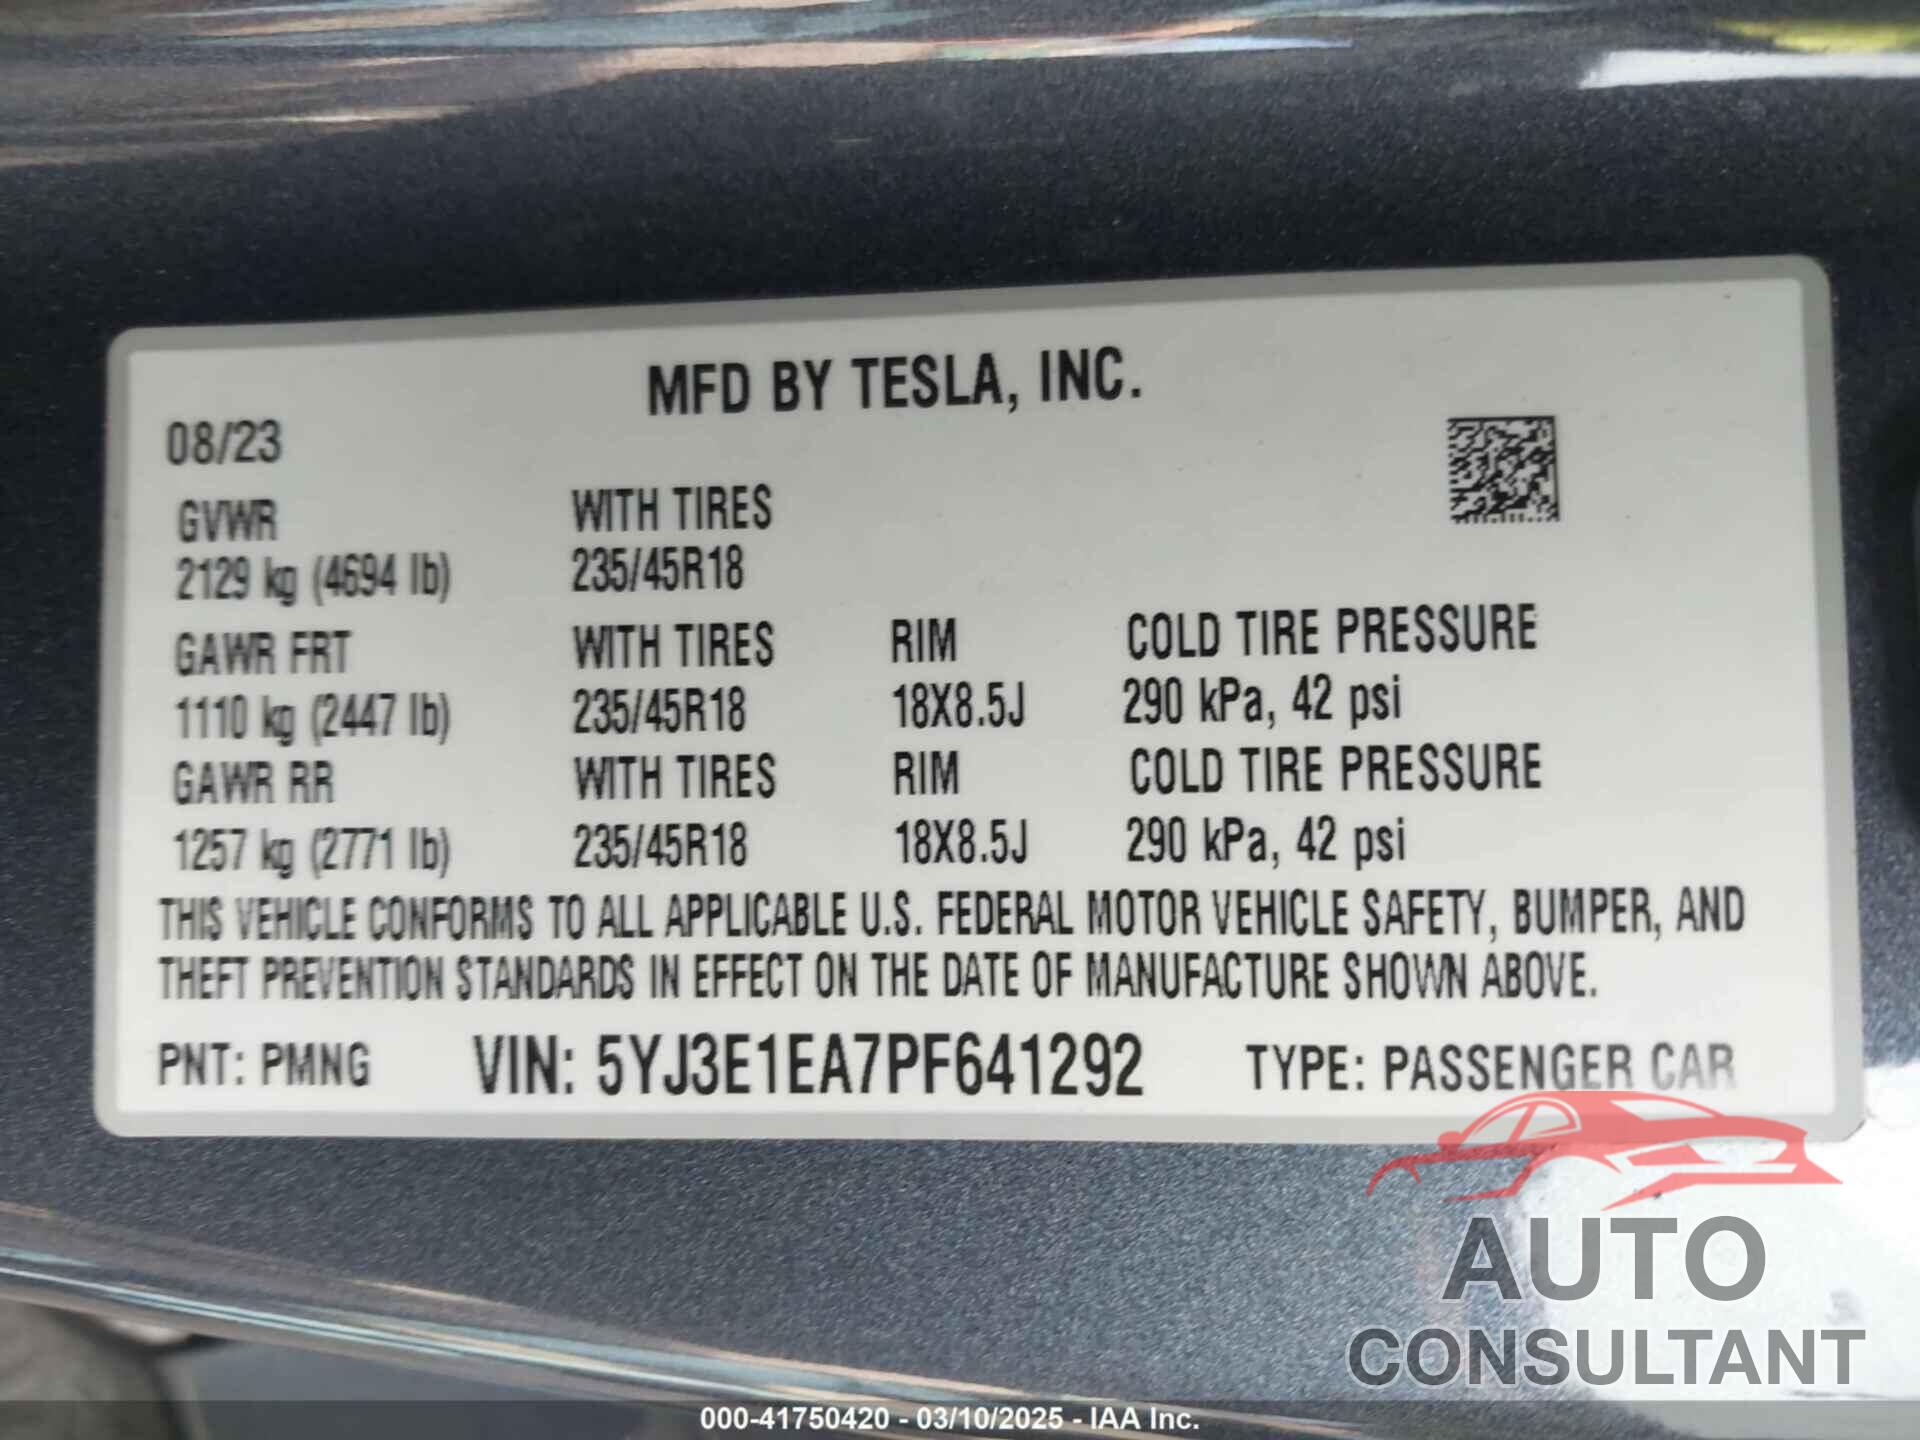 MFD BY TESLA, INC.
08/23
GVWR WITH TIRES
2129 kg (4694 lb) 235/45R18
GAWR FRT WITH TIRES RIM COLD TIRE PRESSURE
1110 kg (2447 lb) 235/45R18 18X8.5J 290 kPa, 42 psi
GAWR RR WITH TIRES RIM COLD TIRE PRESSURE
1257 kg (2771 lb) 235/45R18 18X8.5J 290 kPa, 42 psi
THIS VEHICLE CONFORMS TO ALL APPLICABLE U.S. FEDERAL MOTOR VEHICLE SAFETY, BUMPER, AND
THEFT PREVENTION STANDARDS IN EFFECT ON THE DATE OF MANUFACTURE SHOWN ABOVE.
PNT: PMNG VIN: 5YJ3E1EA7PF641292 TYPE: PASSENGER CAR
AUTO
CONSULTANT
000-41750420 - 03/10/2025 - IAA Inc.